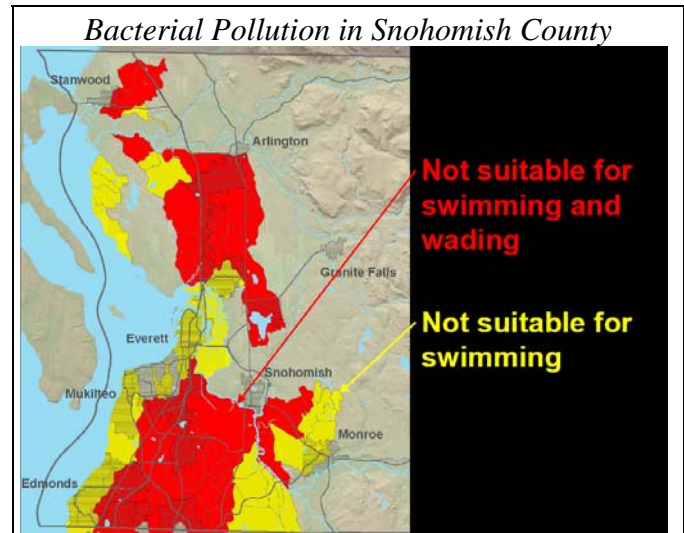 Bacterial Pollution in Snohomish County
Stanwood
Arlington
Not suitable for
swimming and
wading
Granite Falls
Not suitable for
swimming
Everett
Snohomish
Mukilteo
Monroe
Edmonds